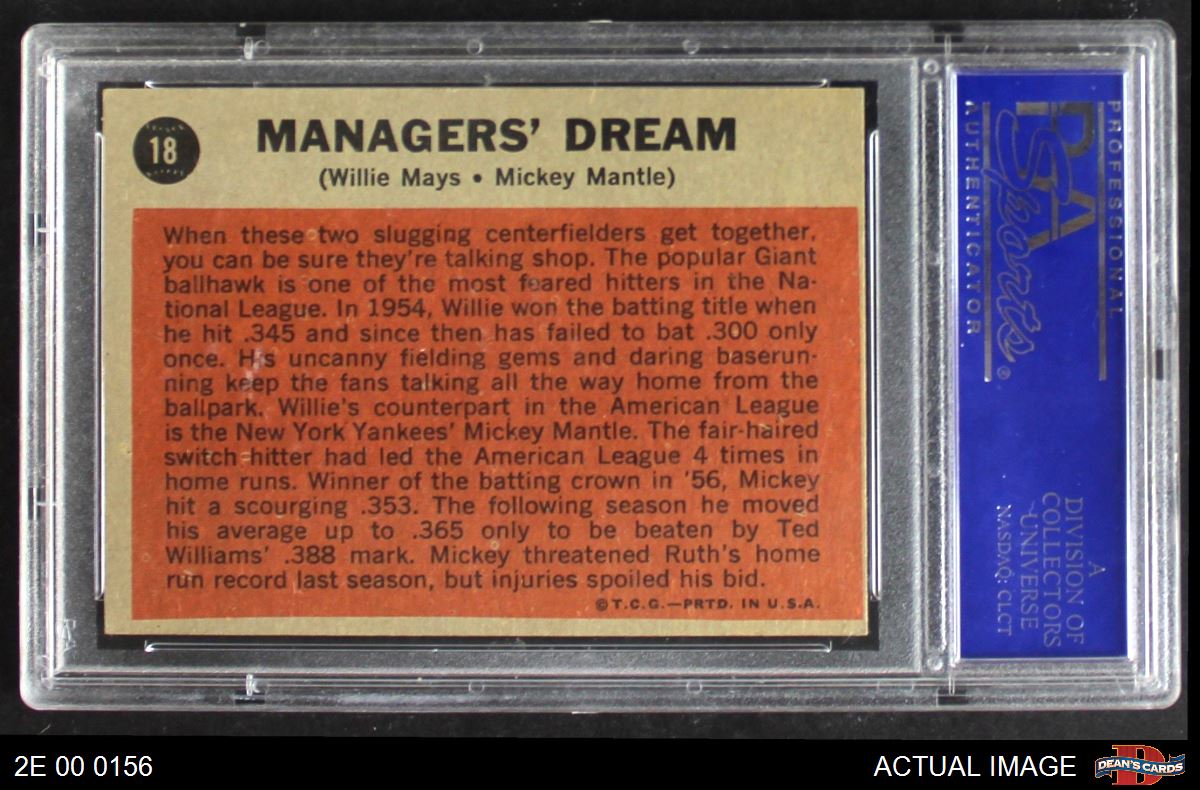 18
MANAGERS' DREAM
(Willie Mays • Mickey Mantle)
When these two slugging centerfielders get together,
you can be sure they're talking shop. The popular Giant
ballhawk is one of the most feared hitters in the Na-
tional League. In 1954, Willie won the batting title when
he hit .345 and since then has failed to bat .300 only
once. His uncanny fielding gems and daring baserun-
ning keep the fans talking all the way home from the
ballpark. Willie's counterpart in the American League
is the New York Yankees' Mickey Mantle. The fair-haired
switch-hitter had led the American League 4 times in
home runs. Winner of the batting crown in '56, Mickey
hit a scourging .353. The following season he moved
his average up to .365 only to be beaten by Ted
Williams' .388 mark. Mickey threatened Ruth's home
run record last season, but injuries spoiled his bid.
©T.C.G.—PRTD. IN U.S.A.
PROFESSIONAL
PSA
Sports®
AUTHENTICATOR
A
DIVISION OF
COLLECTORS
UNIVERSE
NASDAQ: CLCT
2E 00 0156
ACTUAL IMAGE
DEAN'S CARDS